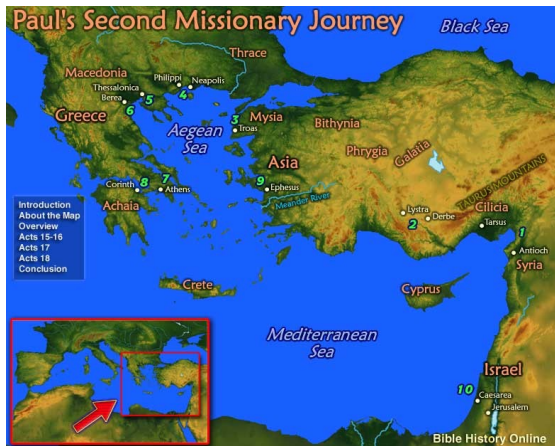 Paul's Second Missionary Journey
Black Sea
Thrace
Macedonia
Philippi
Neapolis
Thessalonica
Berea
4
5
6
Greece
Aegean
Sea
3
Mysia
Troas
Bithynia
Phrygia
Galatia
Asia
9
Ephesus
Meander River
TAURUS MOUNTAINS
Corinth
8
7
Athens
Achaia
Lystra
2
Derbe
Cilicia
Tarsus
1
Antioch
Syria
Introduction
About the Map
Overview
Acts 15-16
Acts 17
Acts 18
Conclusion
Crete
Cyprus
Mediterranean
Sea
Israel
10
Caesarea
Jerusalem
Bible History Online